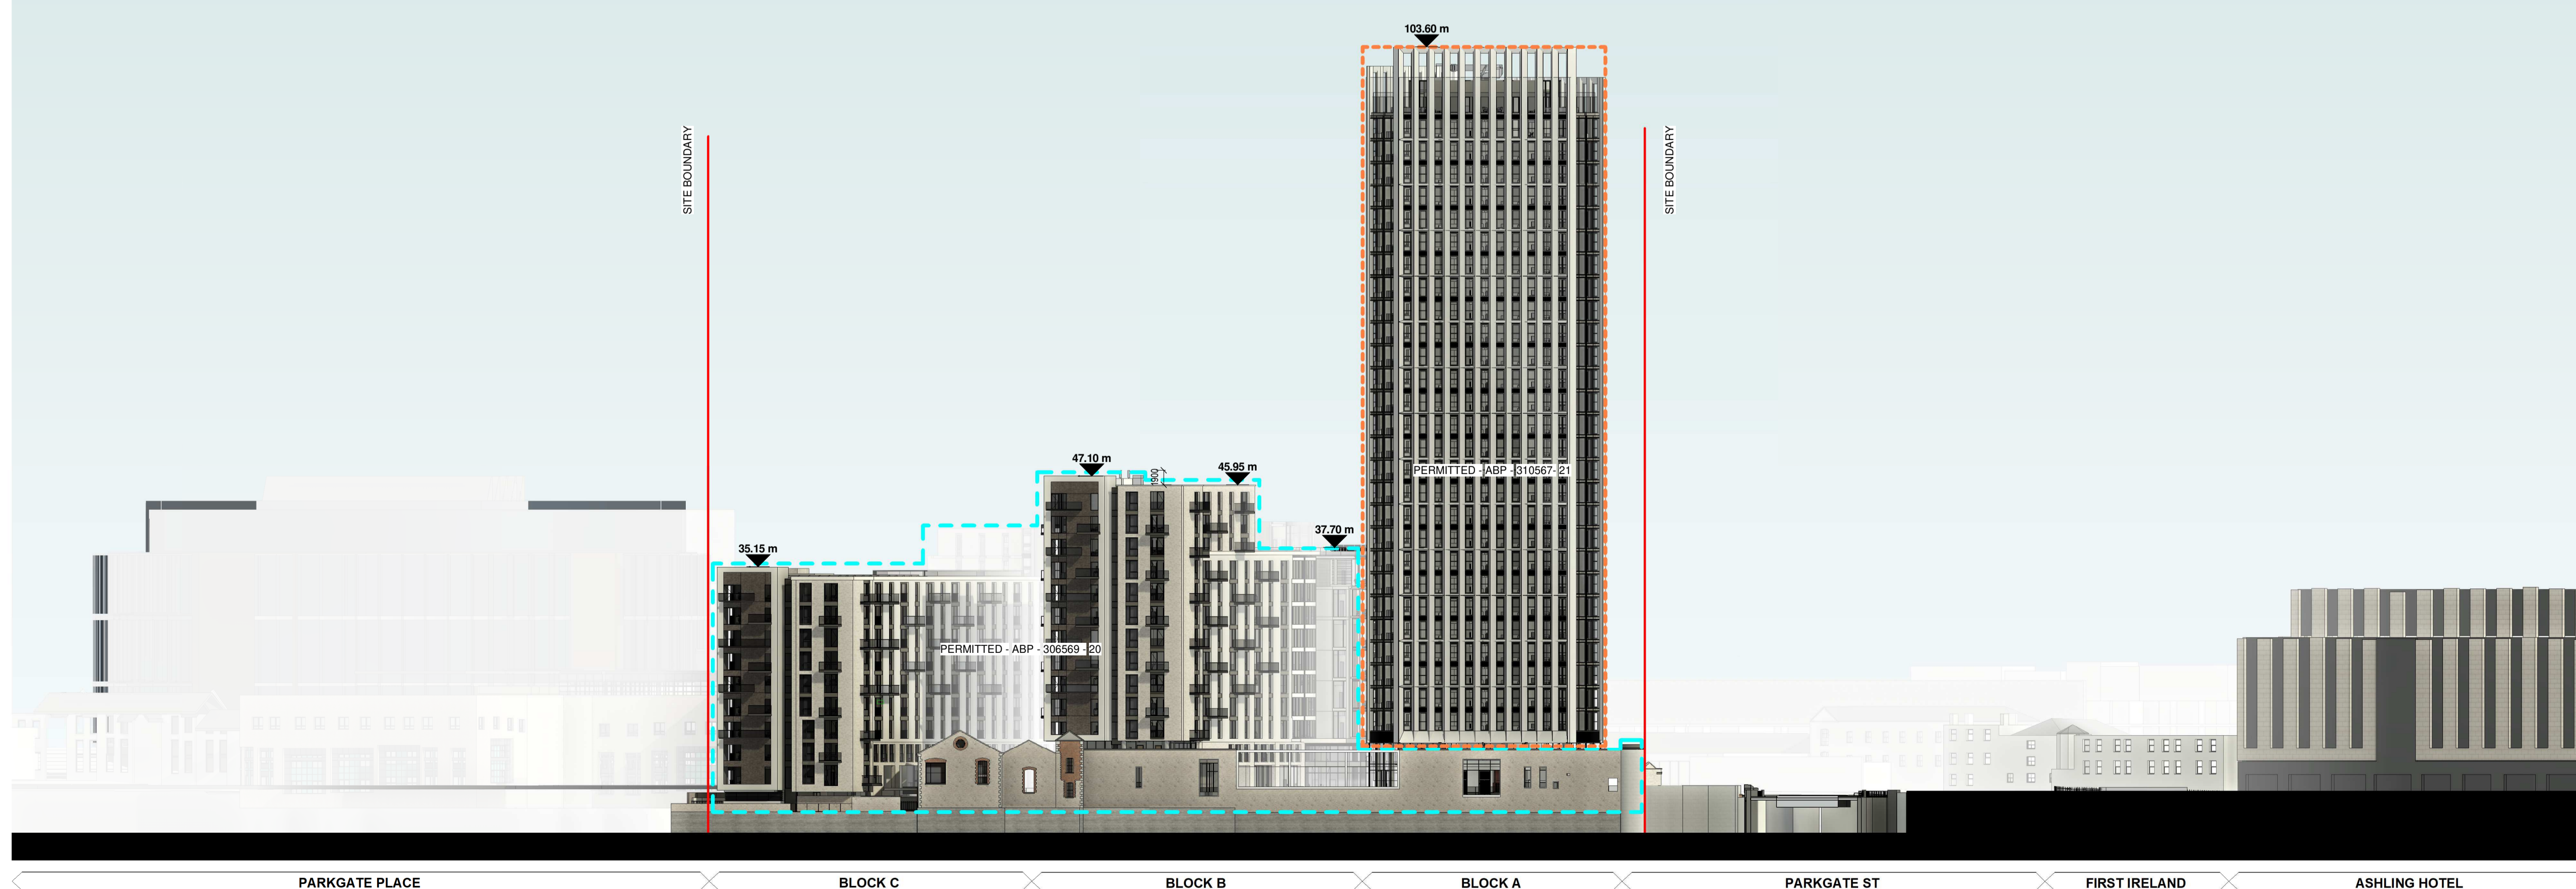 103.60 m
SITE BOUNDARY
SITE BOUNDARY
47.10 m
1900
45.95 m
PERMITTED - ABP - 310567- 21
37.70 m
35.15 m
PERMITTED - ABP - 306569 - 20
PARKGATE PLACE
BLOCK C
BLOCK B
BLOCK A
PARKGATE ST
FIRST IRELAND
ASHLING HOTEL